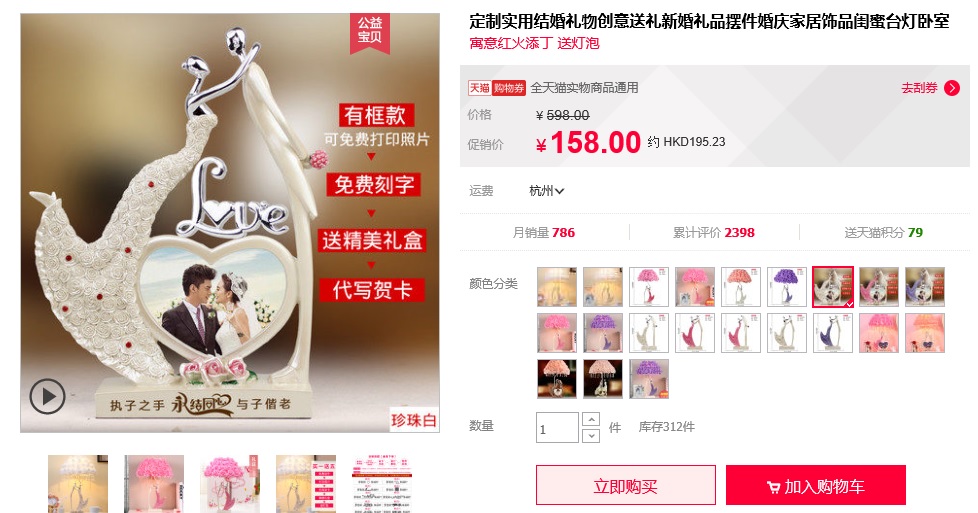 定制实用结婚礼物创意送礼新婚礼品摆件婚庆家居饰品闺蜜台灯卧室
寓意红火添丁 送灯泡
天猫 购物券 全天猫实物商品通用 去刮券
价格 ¥ 598.00
促销价 ¥ 158.00 约 HKD195.23
运费 杭州
月销量 786 累计评价 2398 送天猫积分 79
颜色分类
数量 1 件 库存312件
立即购买 加入购物车
公益
宝贝
有框款
可免费打印照片
免费刻字
送精美礼盒
代写贺卡
Love
执子之手 永结同心 与子偕老
珍珠白